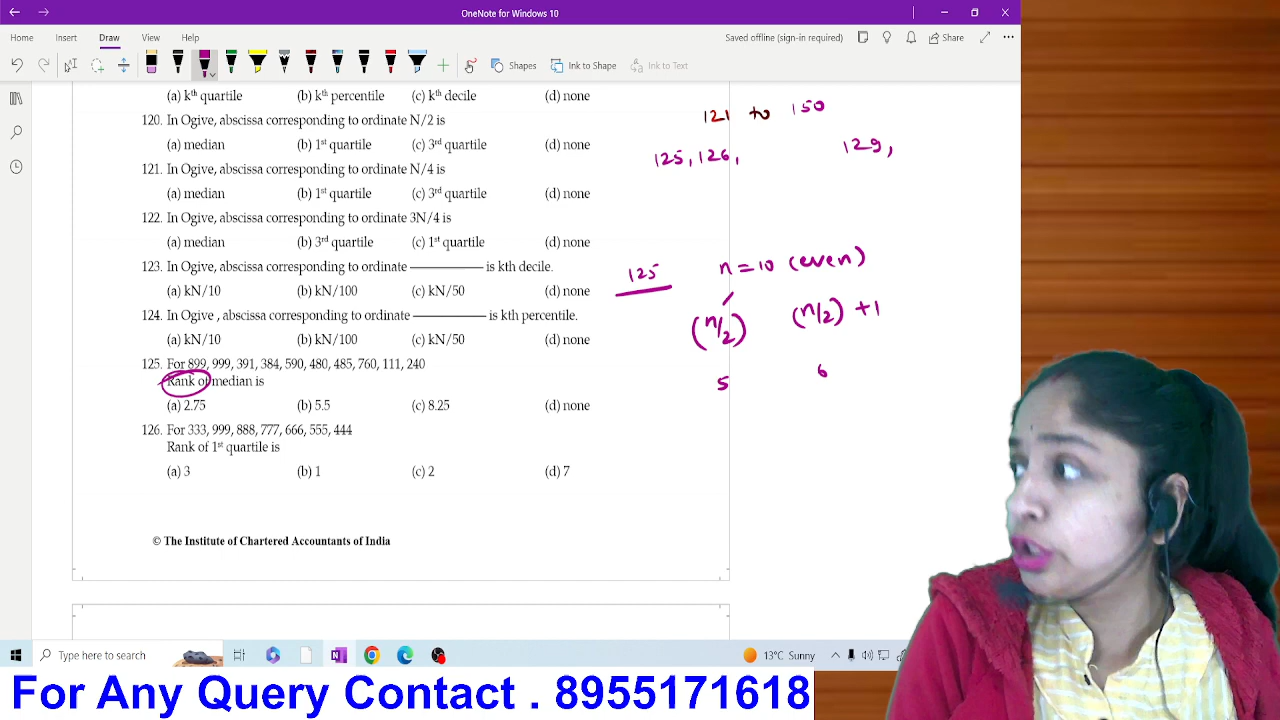 OneNote for Windows 10
Home Insert Draw View Help
Saved offline (sign-in required) Share
Shapes Ink to Shape Ink to Text
(a) kth quartile (b) kth percentile (c) kth decile (d) none
120. In Ogive, abscissa corresponding to ordinate N/2 is
(a) median (b) 1st quartile (c) 3rd quartile (d) none
121. In Ogive, abscissa corresponding to ordinate N/4 is
(a) median (b) 1st quartile (c) 3rd quartile (d) none
122. In Ogive, abscissa corresponding to ordinate 3N/4 is
(a) median (b) 3rd quartile (c) 1st quartile (d) none
123. In Ogive, abscissa corresponding to ordinate ——————— is kth decile.
(a) kN/10 (b) kN/100 (c) kN/50 (d) none
124. In Ogive , abscissa corresponding to ordinate ——————— is kth percentile.
(a) kN/10 (b) kN/100 (c) kN/50 (d) none
125. For 899, 999, 391, 384, 590, 480, 485, 760, 111, 240
Rank of median is
(a) 2.75 (b) 5.5 (c) 8.25 (d) none
126. For 333, 999, 888, 777, 666, 555, 444
Rank of 1st quartile is
(a) 3 (b) 1 (c) 2 (d) 7
© The Institute of Chartered Accountants of India
121 to 150
125, 126, 129,
125 n = 10 (even)
(n/2) (n/2) + 1
5 6
Type here to search
13°C Sunny
For Any Query Contact . 8955171618